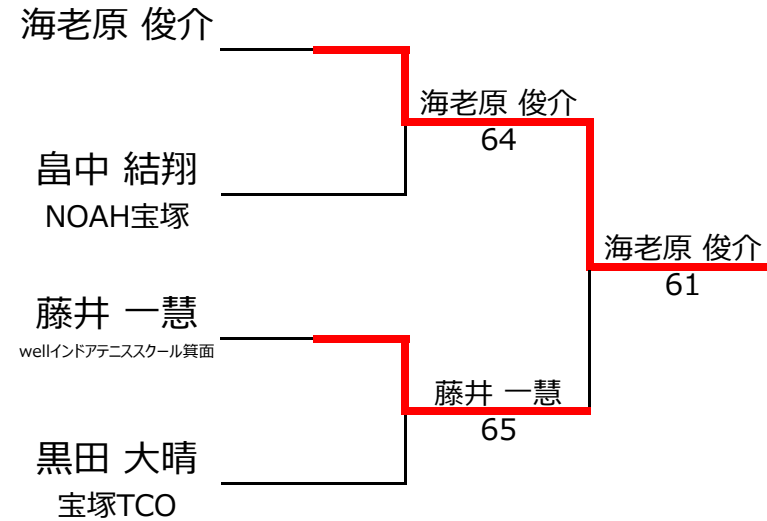 海老原 俊介
畠中 結翔
NOAH宝塚
藤井 一慧
wellインドアテニススクール箕面
黒田 大晴
宝塚TCO
海老原 俊介
64
藤井 一慧
65
海老原 俊介
61